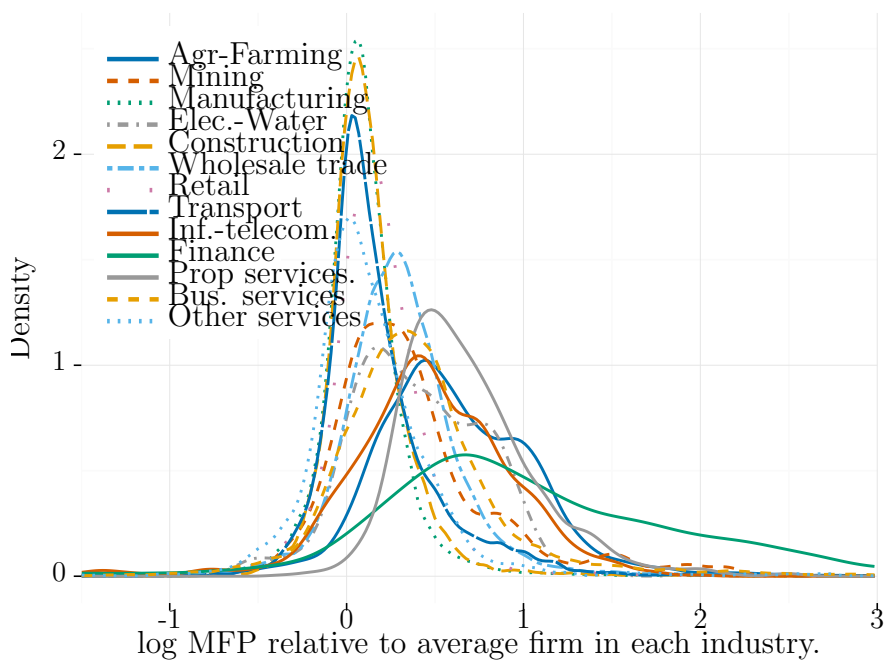 Agr-Farming
Mining
Manufacturing
Elec.-Water
Construction
Wholesale trade
Retail
Transport
Inf.-telecom.
Finance
Prop services.
Bus. services
Other services
Density
2
1
0
-1 0 1 2 3
log MFP relative to average firm in each industry.